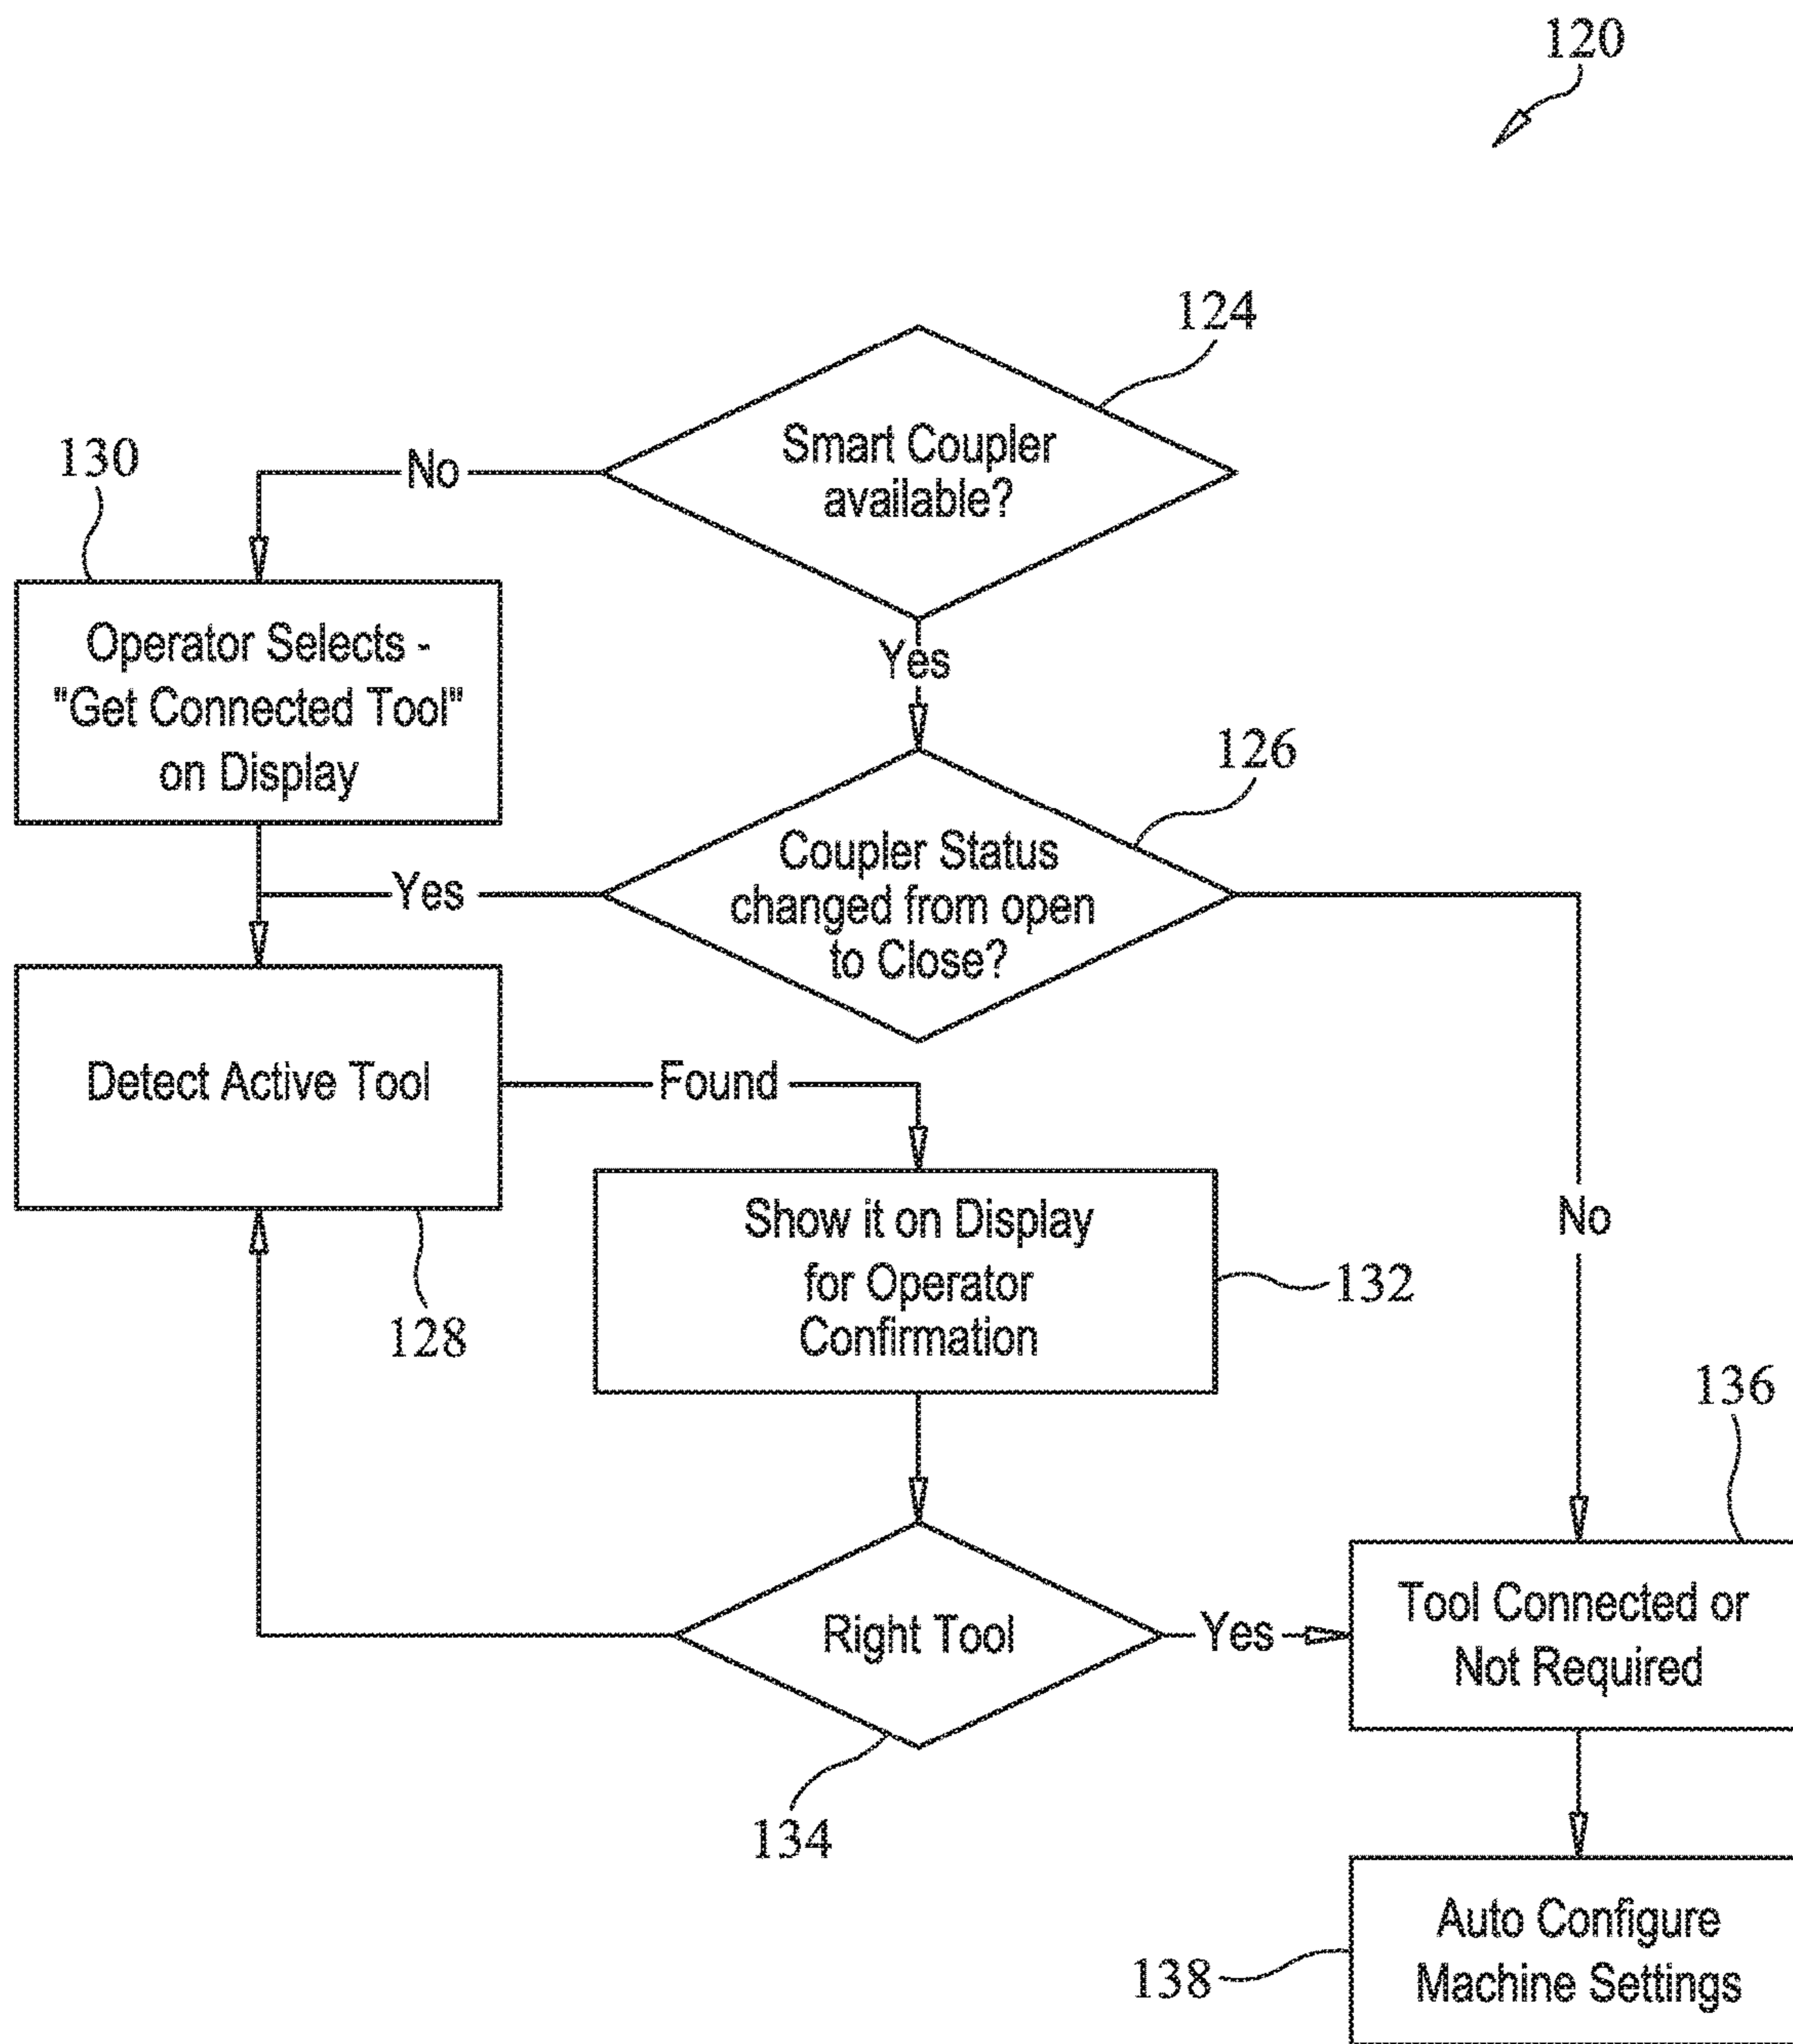 120
124
Smart Coupler
available?
No
130
Operator Selects -
"Get Connected Tool"
on Display
Yes
126
Coupler Status
changed from open
to Close?
Yes
Detect Active Tool
Found
128
Show it on Display
for Operator
Confirmation
132
No
136
Right Tool
Yes
Tool Connected or
Not Required
134
Auto Configure
Machine Settings
138